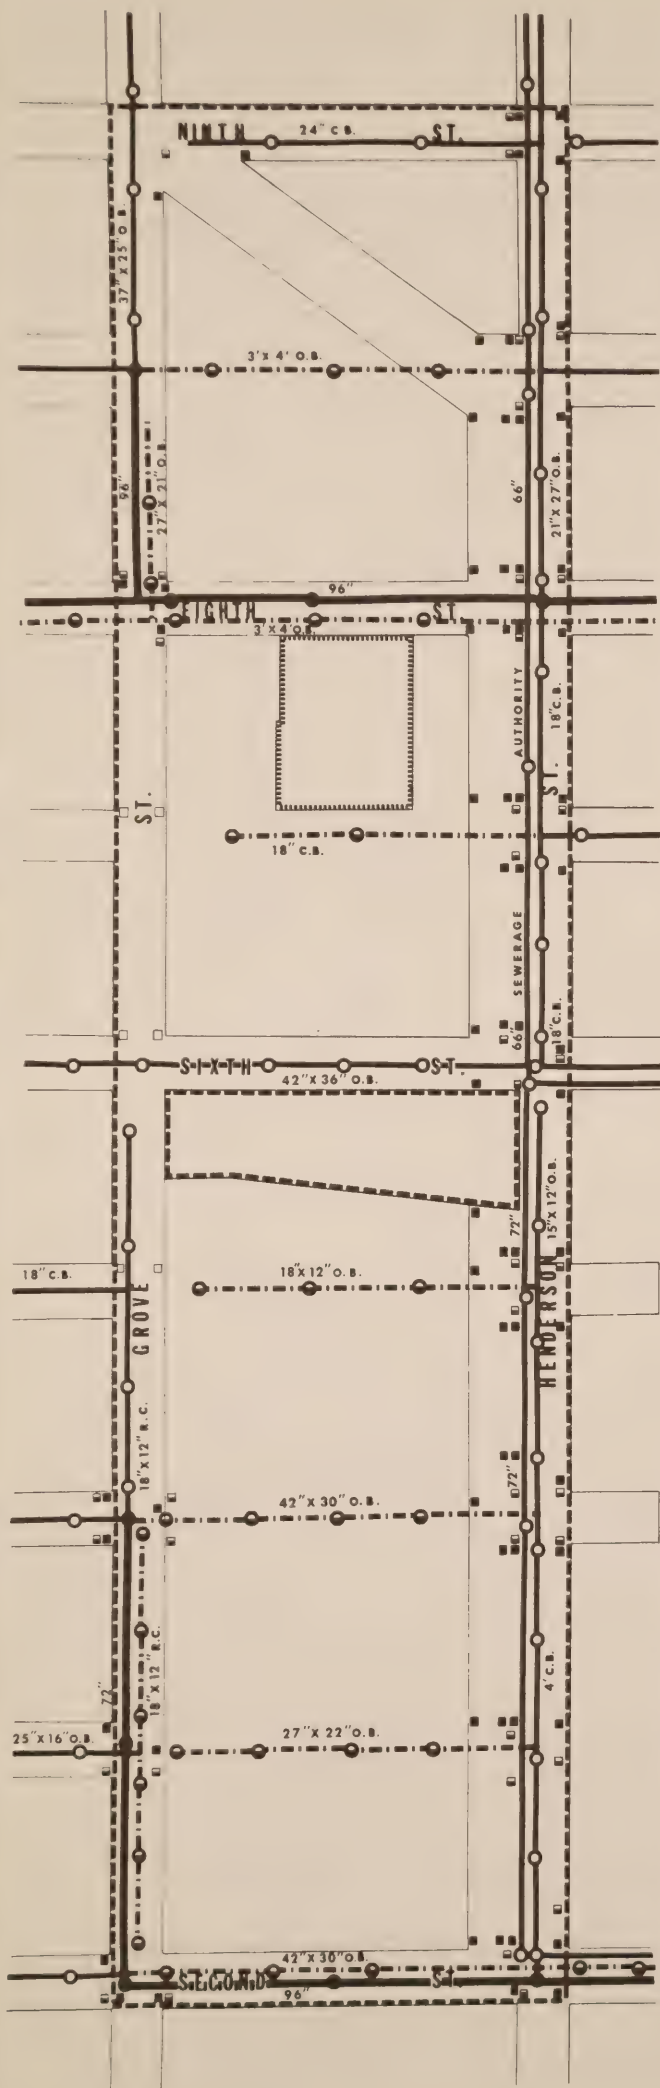 NINTH 24" C.B. ST.
37" X 25" O.B.
3' X 4' O.B.
96"
27" X 21" O.B.
66"
21" X 27" O.B.
96"
EIGHTH ST.
3' X 4' O.B.
AUTHORITY
18" C.B.
ST.
ST.
18" C.B.
SEWERAGE
66"
18" C.B.
SIXTH ST.
42" X 36" O.B.
72"
15" X 12" O.B.
18" C.B.
18" X 12" O.B.
GROVE
HENDERSON
18" X 12" R.C.
42" X 30" O.B.
72"
18" X 12" R.C.
4' C.B.
72"
25" X 16" O.B.
27" X 22" O.B.
42" X 30" O.B.
SECOND ST.
96"